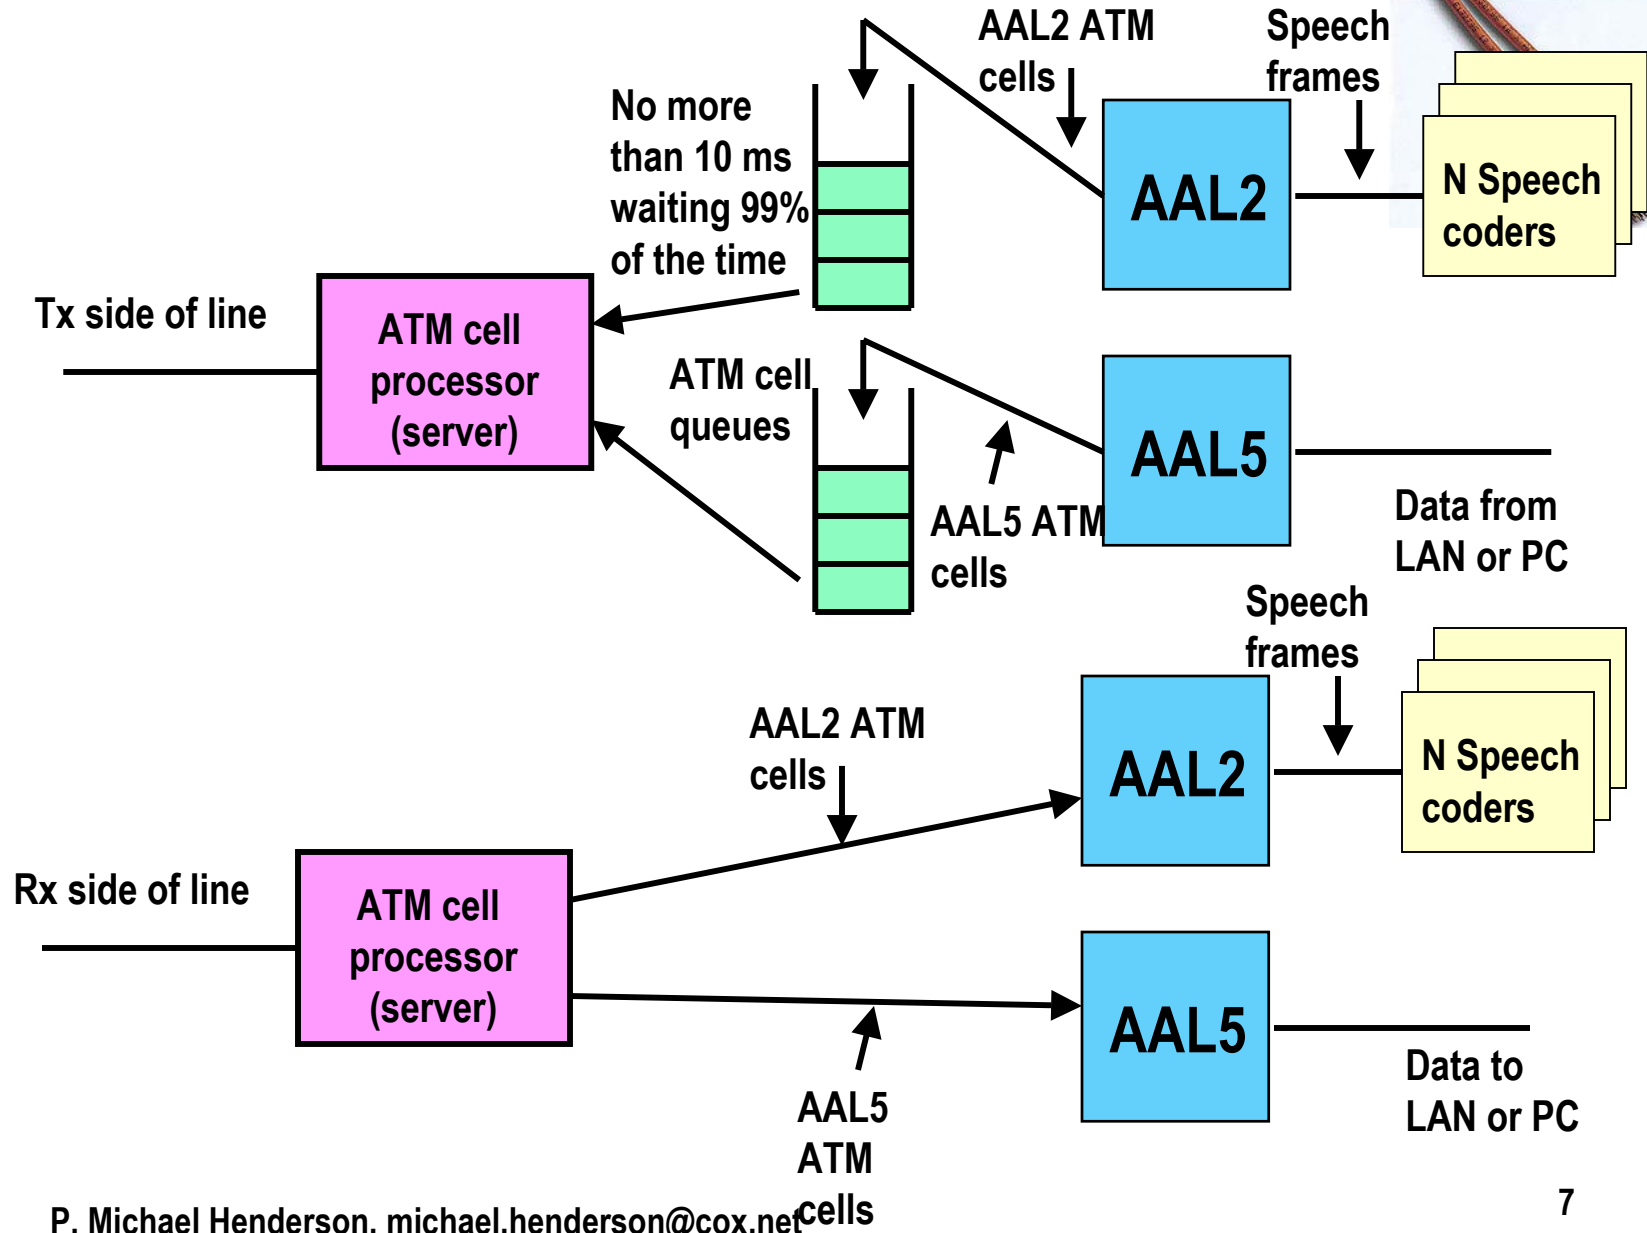 AAL2 ATM
cells
Speech
frames
No more
than 10 ms
waiting 99%
of the time
AAL2
N Speech
coders
Tx side of line
ATM cell
processor
(server)
ATM cell
queues
AAL5
AAL5 ATM
cells
Data from
LAN or PC
Speech
frames
AAL2 ATM
cells
AAL2
N Speech
coders
Rx side of line
ATM cell
processor
(server)
AAL5
Data to
LAN or PC
AAL5
ATM
cells
P. Michael Henderson, michael.henderson@cox.net
7